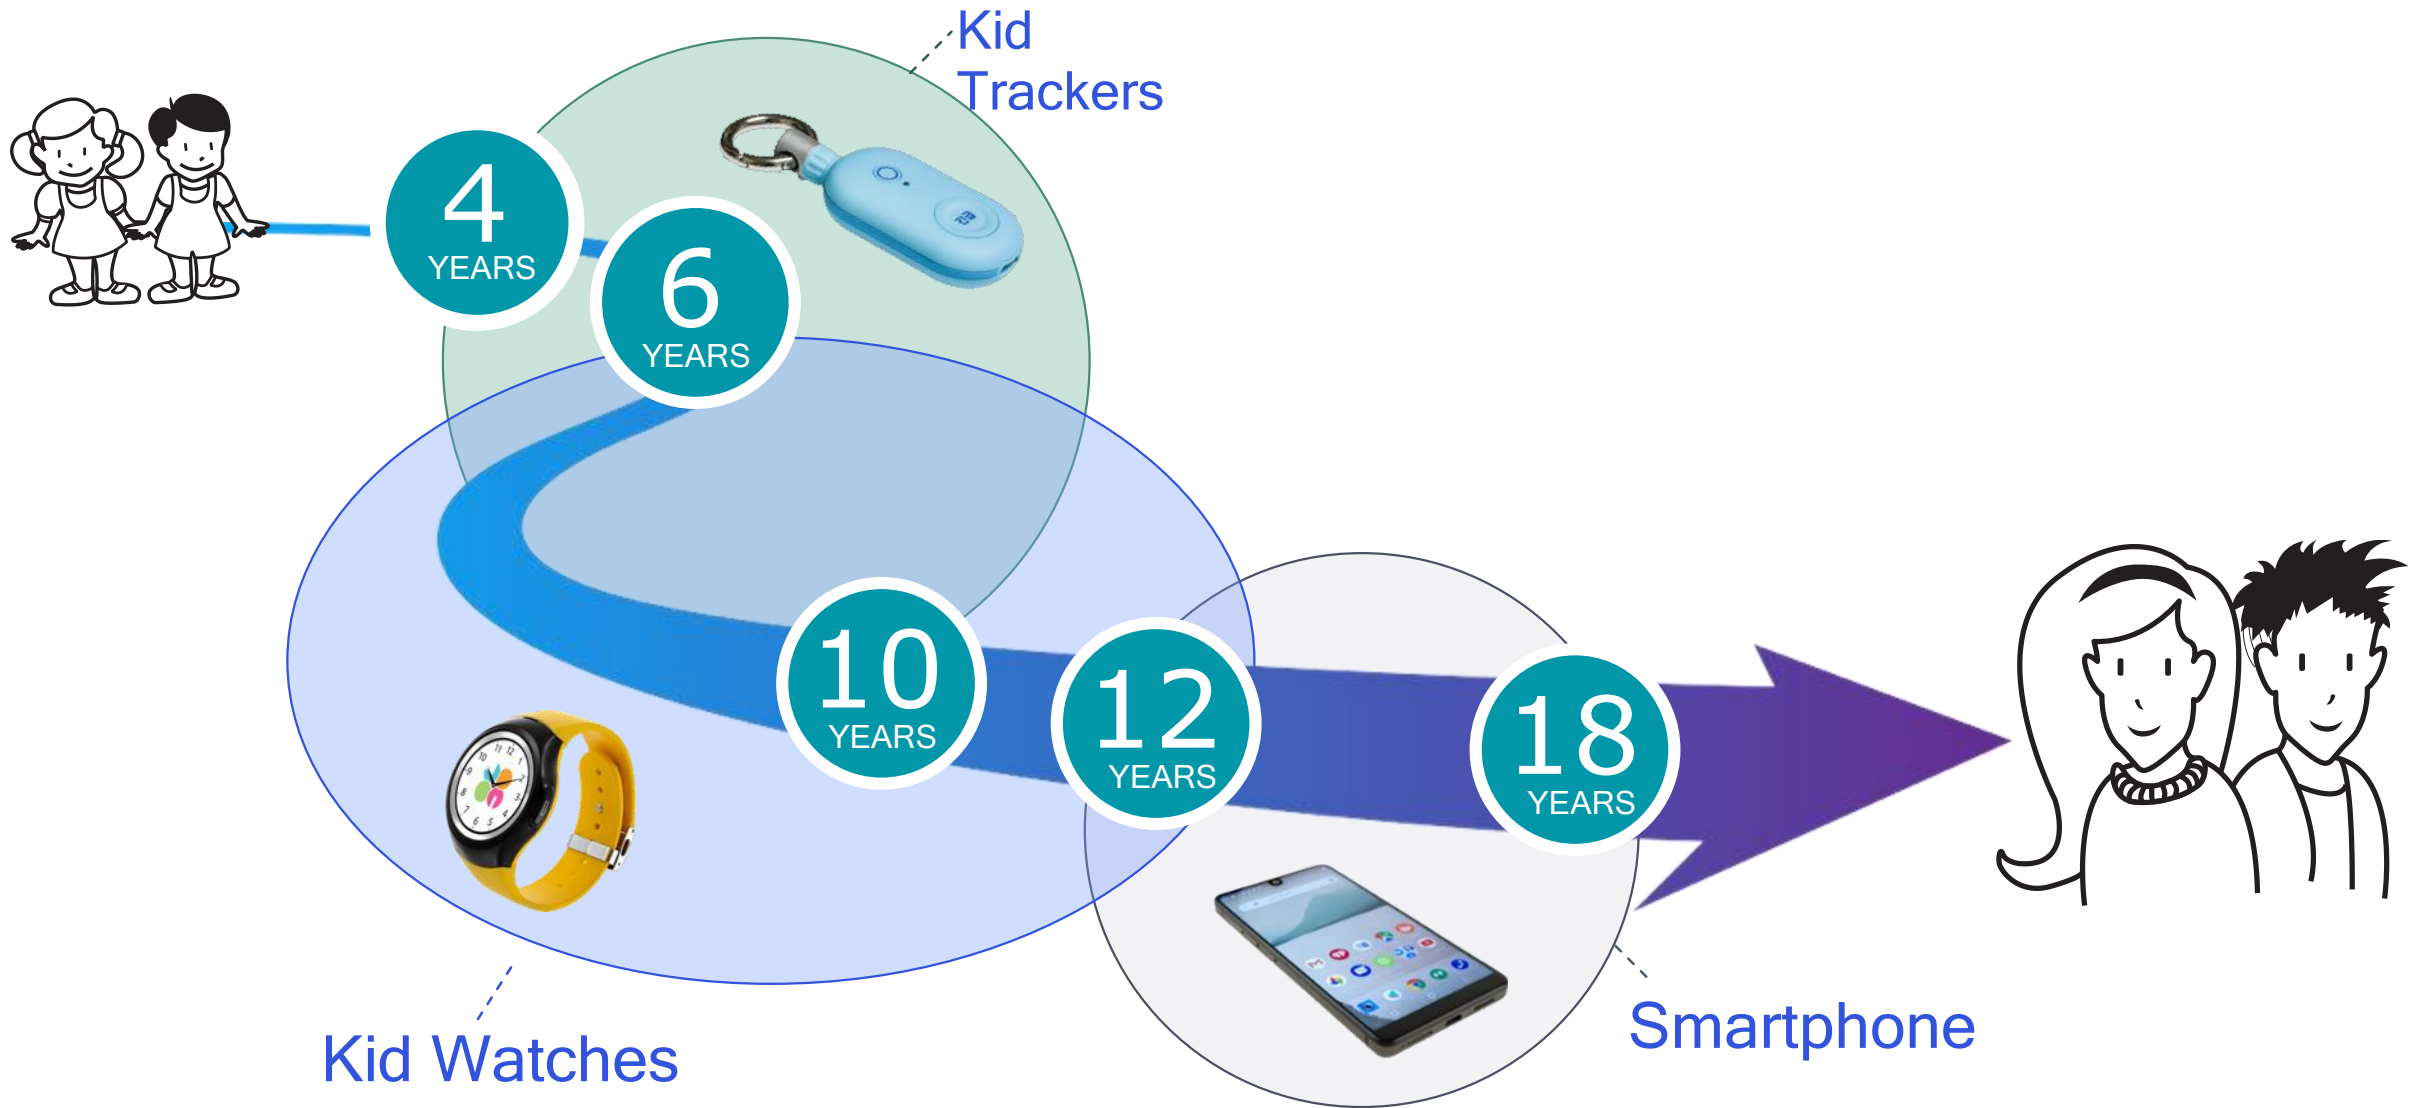 Kid
Trackers
4
YEARS
6
YEARS
10
YEARS
12
YEARS
18
YEARS
Kid Watches
Smartphone